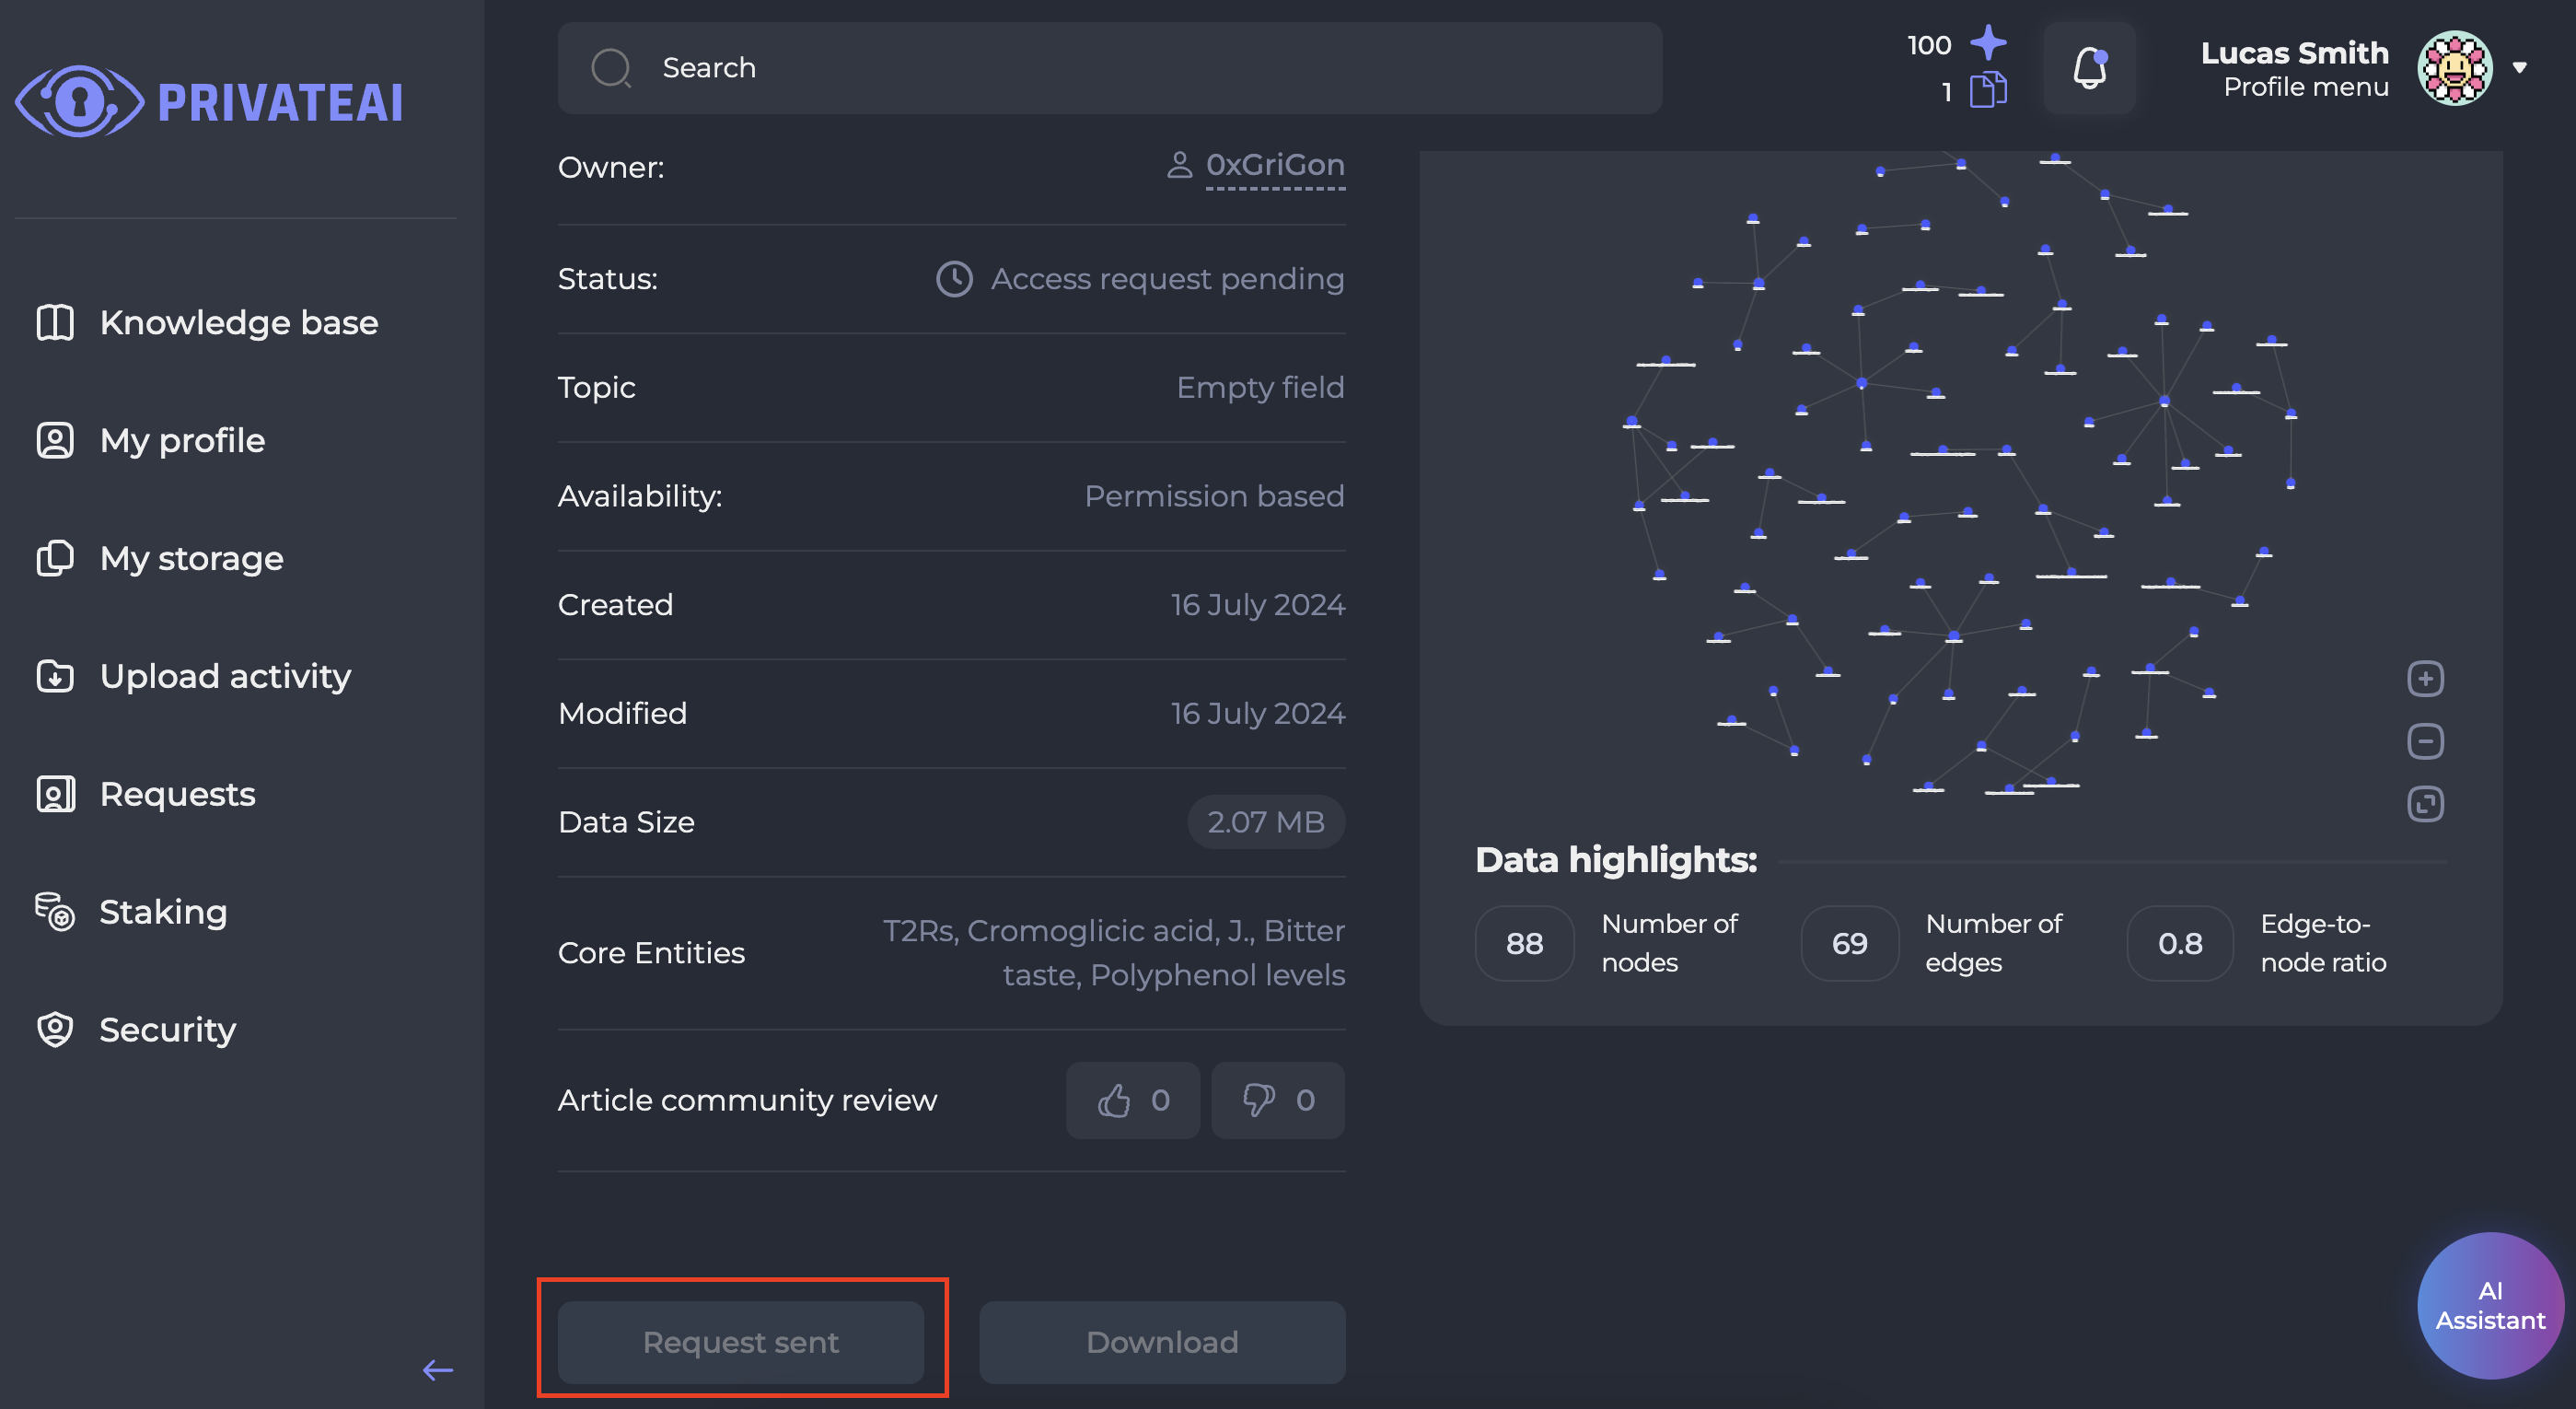 PRIVATEAI
Search
100
1
Lucas Smith
Profile menu
Knowledge base
My profile
My storage
Upload activity
Requests
Staking
Security
Owner: 0xGriGon
Status: Access request pending
Topic Empty field
Availability: Permission based
Created 16 July 2024
Modified 16 July 2024
Data Size 2.07 MB
Core Entities T2Rs, Cromoglicic acid, J., Bitter
taste, Polyphenol levels
Article community review 0 0
Request sent Download
Data highlights:
88 Number of
nodes
69 Number of
edges
0.8 Edge-to-
node ratio
AI
Assistant